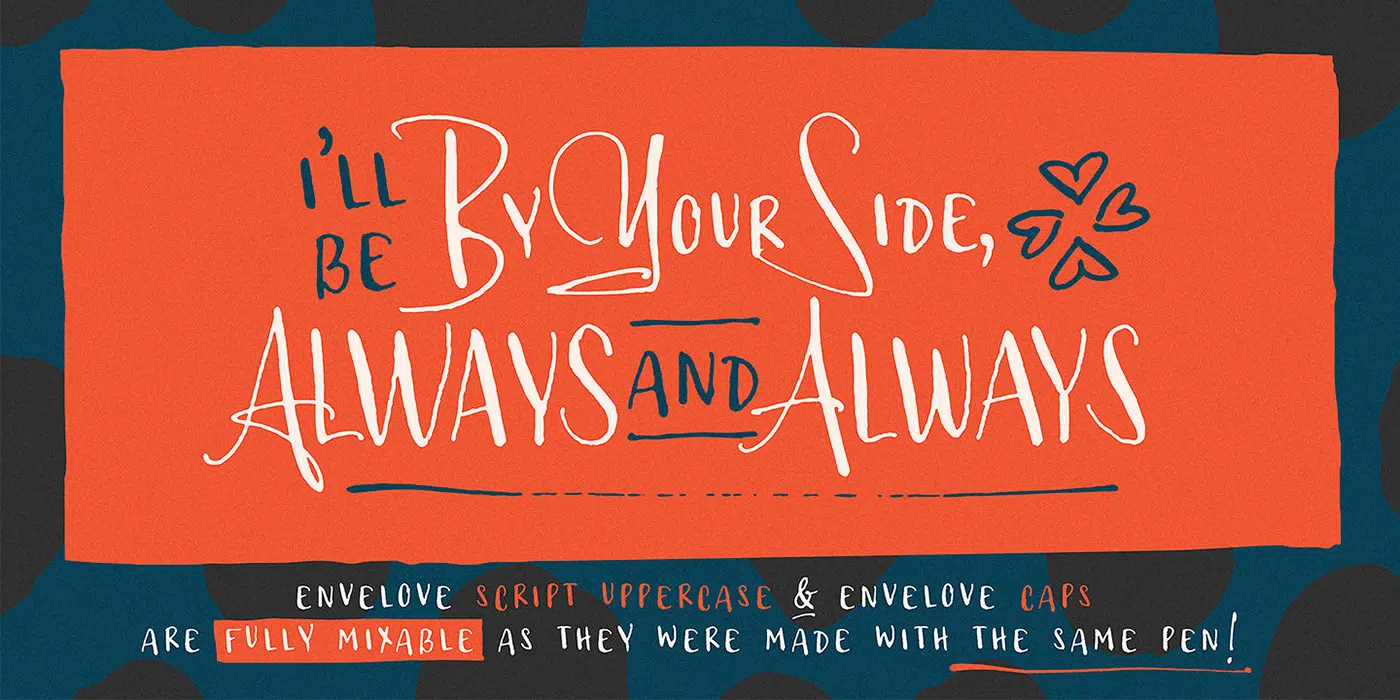 I'LL BE By Your Side,
ALWAYS AND ALWAYS
ENVELOVE SCRIPT UPPERCASE & ENVELOVE CAPS
ARE FULLY MIXABLE AS THEY WERE MADE WITH THE SAME PEN!